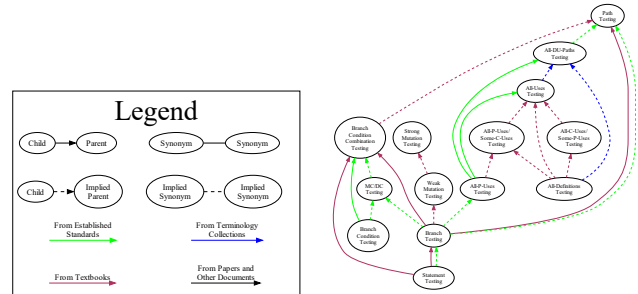 Legend
Child
Parent
Synonym
Synonym
Child
Implied
Parent
Implied
Synonym
Implied
Synonym
From Established
Standards
From Terminology
Collections
From Textbooks
From Papers and
Other Documents
Path
Testing
All-DU-Paths
Testing
All-Uses
Testing
Branch
Condition
Combination
Testing
Strong
Mutation
Testing
All-P-Uses/
Some-C-Uses
Testing
All-C-Uses/
Some-P-Uses
Testing
MC/DC
Testing
Weak
Mutation
Testing
All-P-Uses
Testing
All-Definitions
Testing
Branch
Condition
Testing
Branch
Testing
Statement
Testing